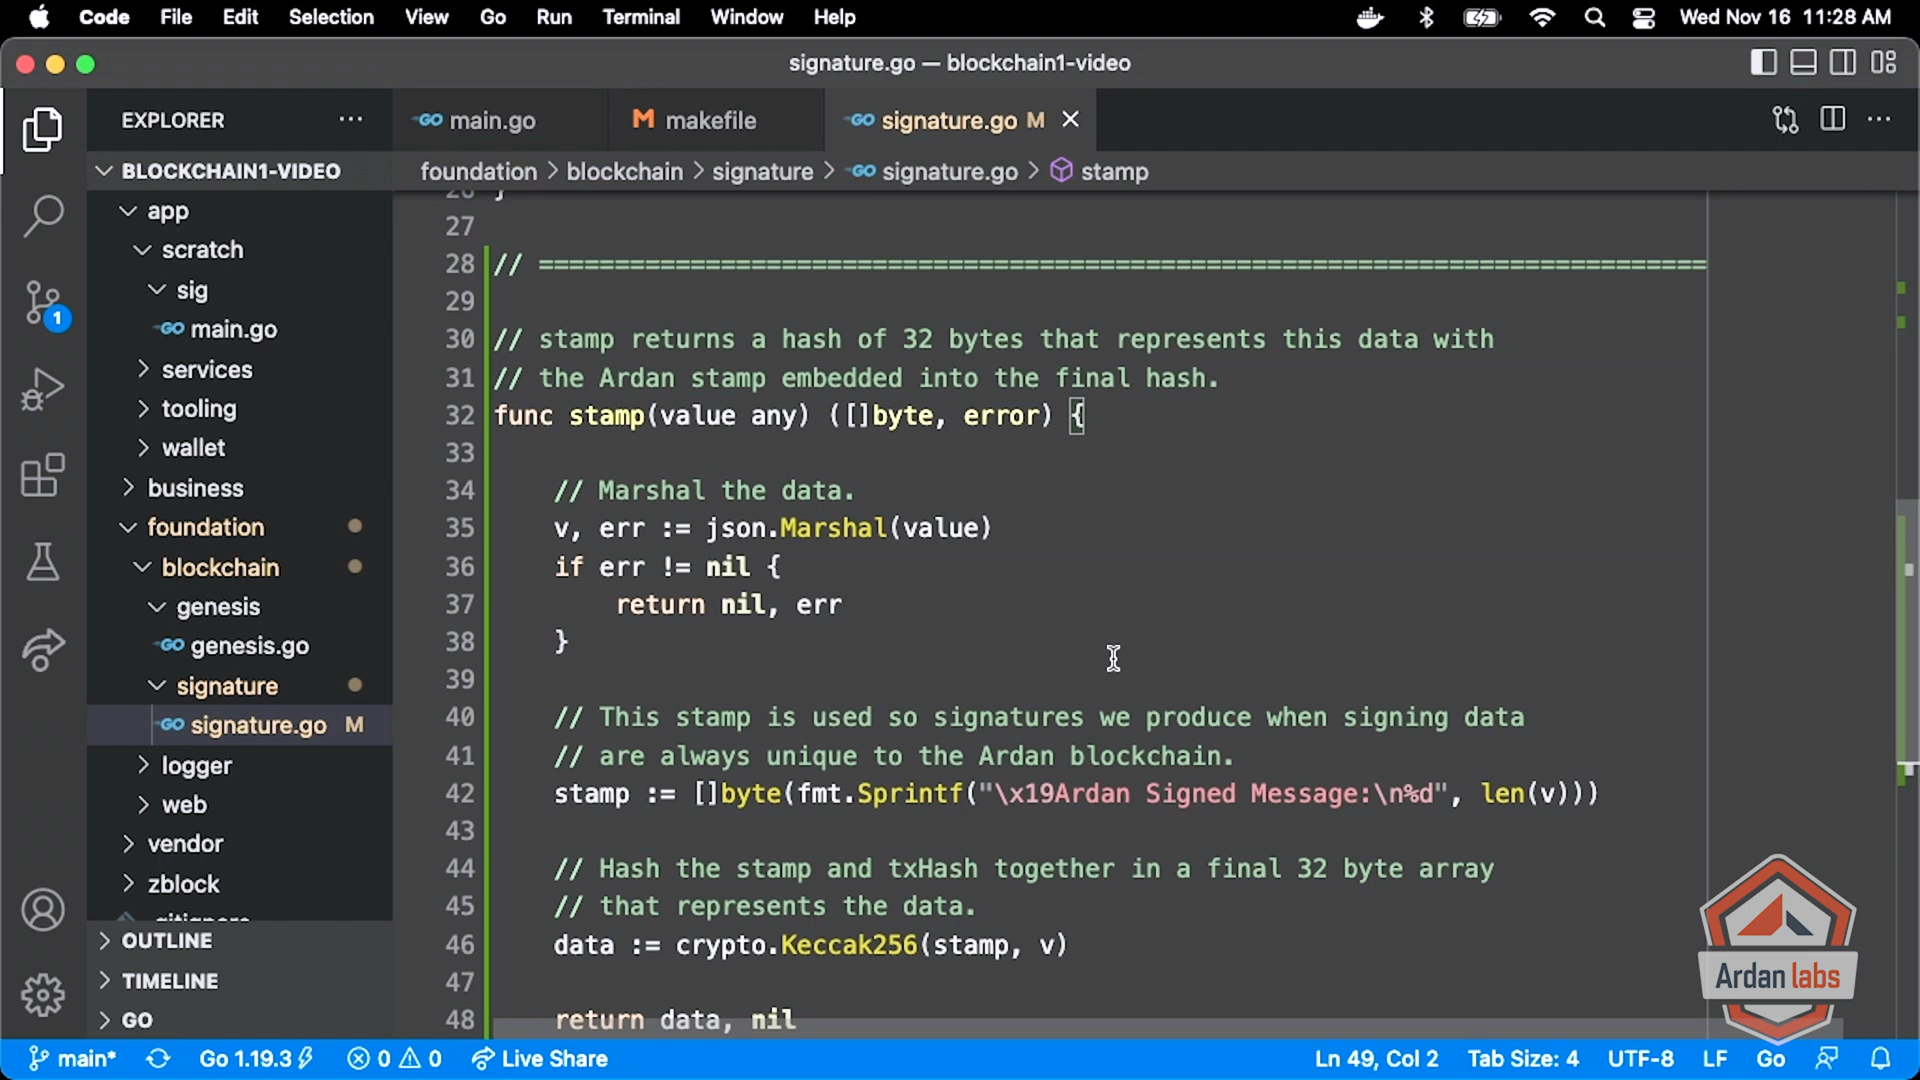 Code File Edit Selection View Go Run Terminal Window Help Wed Nov 16 11:28 AM
signature.go — blockchain1-video
EXPLORER
main.go makefile signature.go M
BLOCKCHAIN1-VIDEO
foundation > blockchain > signature > signature.go > stamp
app
scratch
sig
main.go
services
tooling
wallet
business
foundation
blockchain
genesis
genesis.go
signature
signature.go M
logger
web
vendor
zblock
.gitignore
OUTLINE
TIMELINE
GO
1
26 }
27
28 // ==============================================================================
29
30 // stamp returns a hash of 32 bytes that represents this data with
31 // the Ardan stamp embedded into the final hash.
32 func stamp(value any) ([]byte, error) {
33
34 // Marshal the data.
35 v, err := json.Marshal(value)
36 if err != nil {
37 return nil, err
38 }
39
40 // This stamp is used so signatures we produce when signing data
41 // are always unique to the Ardan blockchain.
42 stamp := []byte(fmt.Sprintf("\x19Ardan Signed Message:\n%d", len(v)))
43
44 // Hash the stamp and txHash together in a final 32 byte array
45 // that represents the data.
46 data := crypto.Keccak256(stamp, v)
47
48 return data, nil
Ardan labs
main* Go 1.19.3 0 0 Live Share Ln 49, Col 2 Tab Size: 4 UTF-8 LF Go